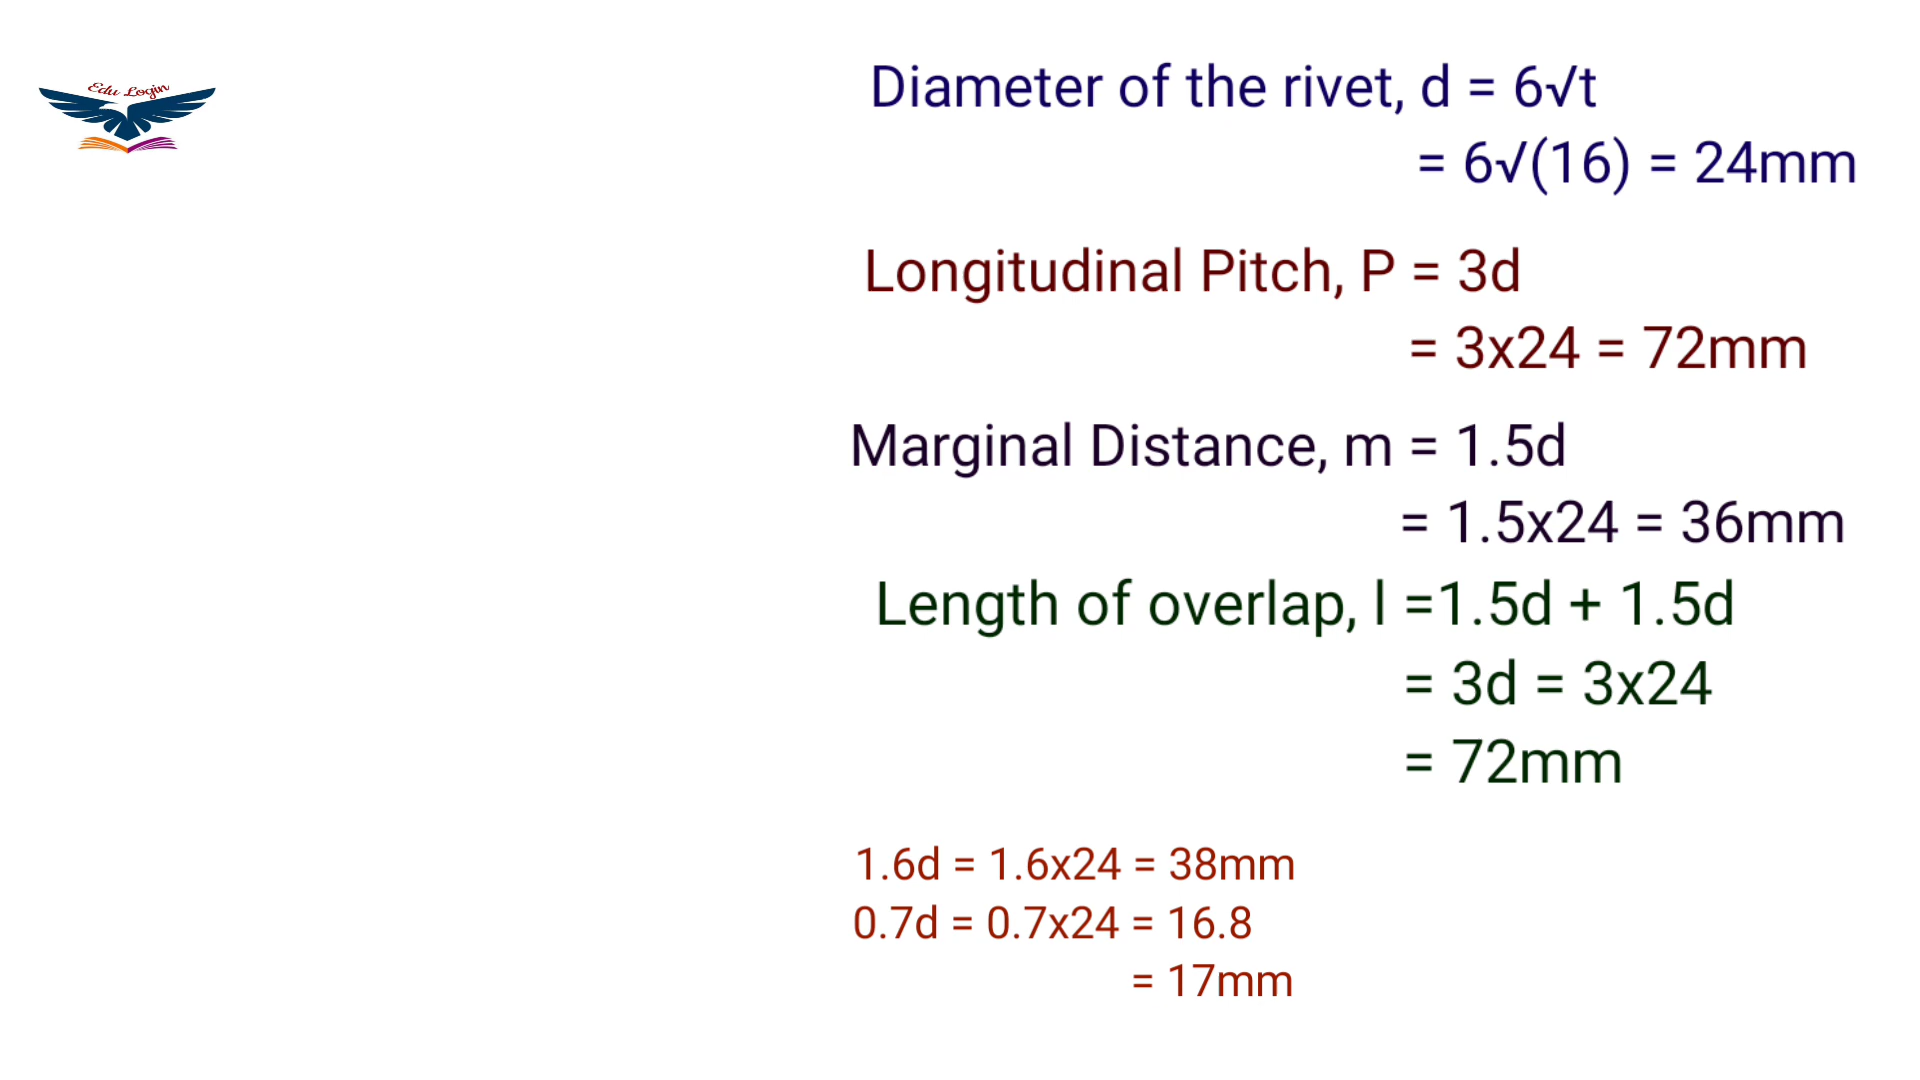 Edu Login
Diameter of the rivet, d = 6√t
= 6√(16) = 24mm
Longitudinal Pitch, P = 3d
= 3x24 = 72mm
Marginal Distance, m = 1.5d
= 1.5x24 = 36mm
Length of overlap, l =1.5d + 1.5d
= 3d = 3x24
= 72mm
1.6d = 1.6x24 = 38mm
0.7d = 0.7x24 = 16.8
= 17mm